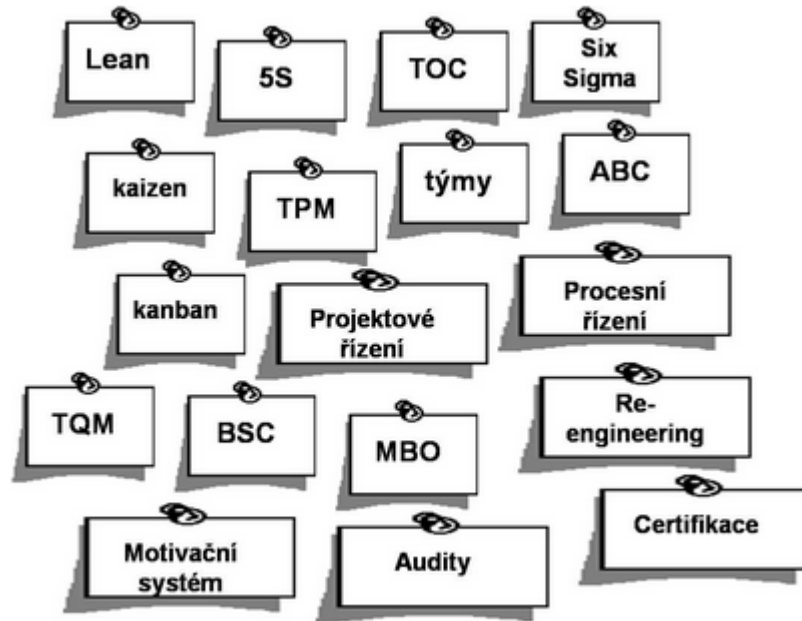 Lean
5S
TOC
Six
Sigma
kaizen
TPM
týmy
ABC
kanban
Projektové
řízení
Procesní
řízení
TQM
BSC
MBO
Re-
engineering
Motivační
systém
Audity
Certifikace